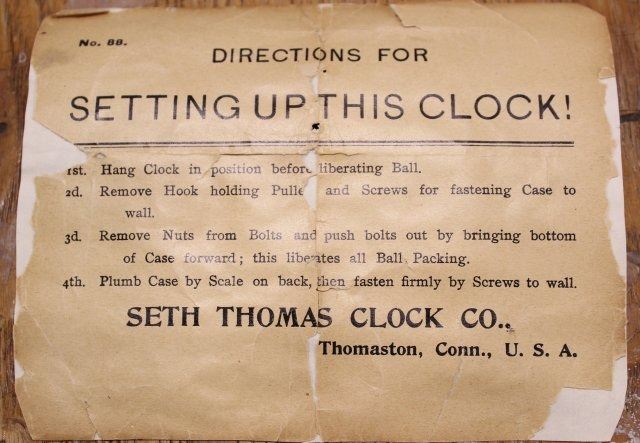 No. 88.
DIRECTIONS FOR
SETTING UP THIS CLOCK!
1st. Hang Clock in position before liberating Ball.
2d. Remove Hook holding Pulle and Screws for fastening Case to
wall.
3d. Remove Nuts from Bolts and push bolts out by bringing bottom
of Case forward; this liberates all Ball Packing.
4th. Plumb Case by Scale on back, then fasten firmly by Screws to wall.
SETH THOMAS CLOCK CO.,
Thomaston, Conn., U. S. A.